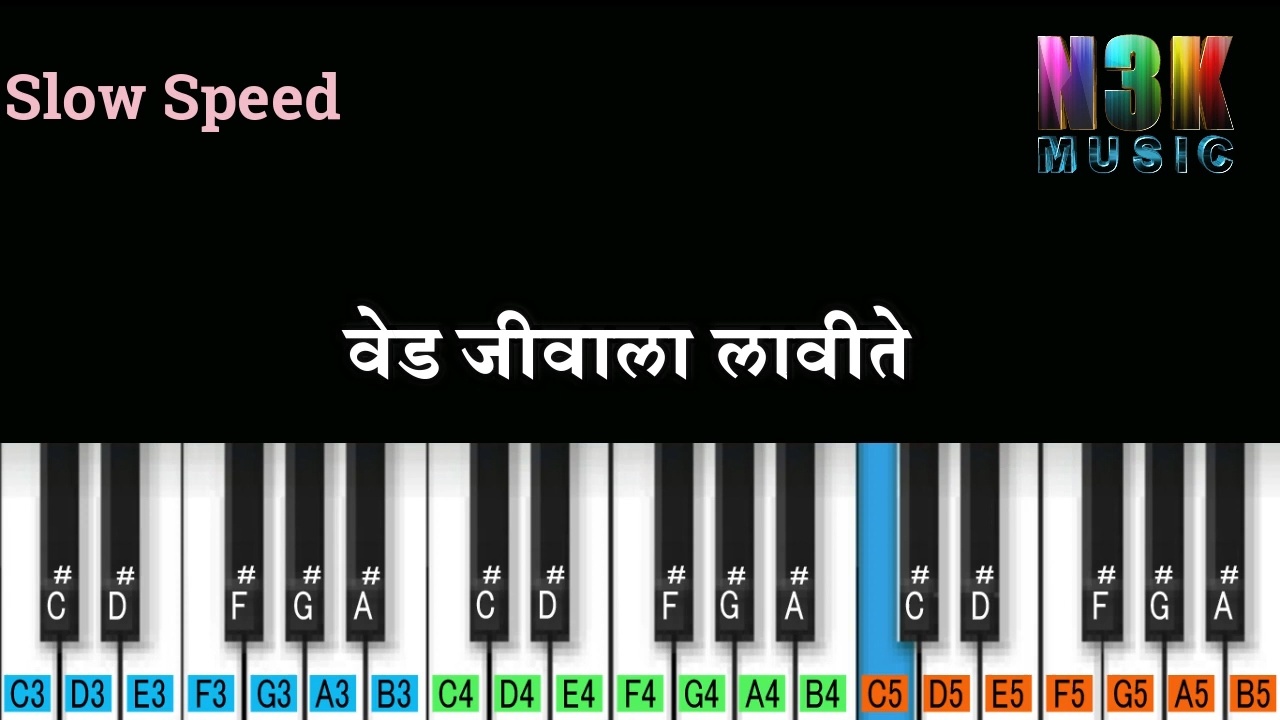 Slow Speed
N3K
MUSIC
वेड जीवाला लावीते
# # # # # # # # # # # # # # #
C D F G A C D F G A C D F G A
C3 D3 E3 F3 G3 A3 B3 C4 D4 E4 F4 G4 A4 B4 C5 D5 E5 F5 G5 A5 B5